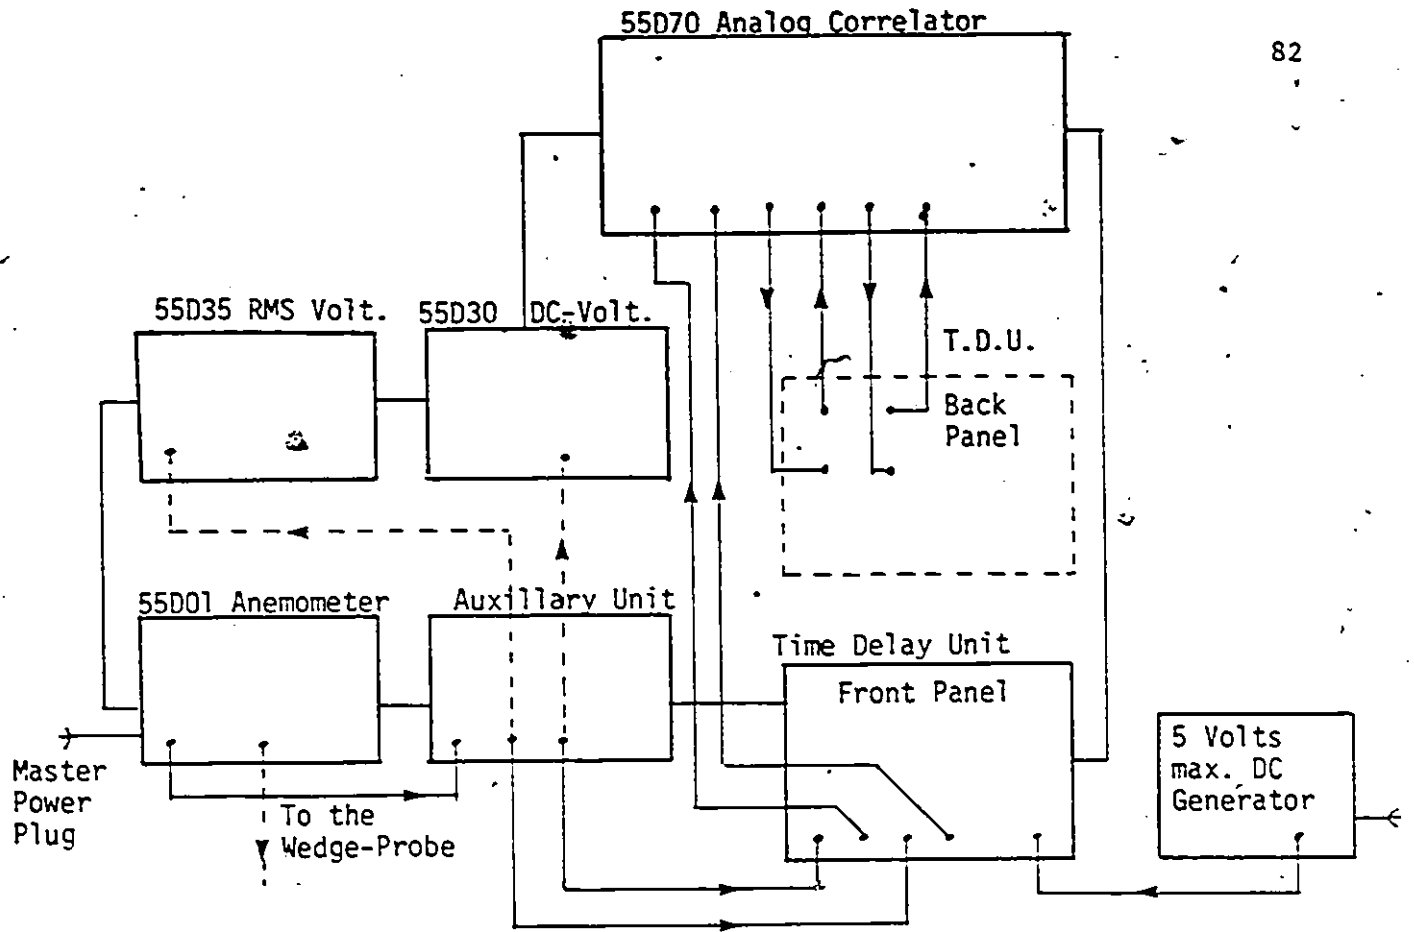 55D70 Analog Correlator
82
55D35 RMS Volt.
55D30 DC-Volt.
T.D.U.
Back
Panel
55D01 Anemometer
Auxillary Unit
Time Delay Unit
Front Panel
Master
Power
Plug
To the
Wedge-Probe
5 Volts
max. DC
Generator